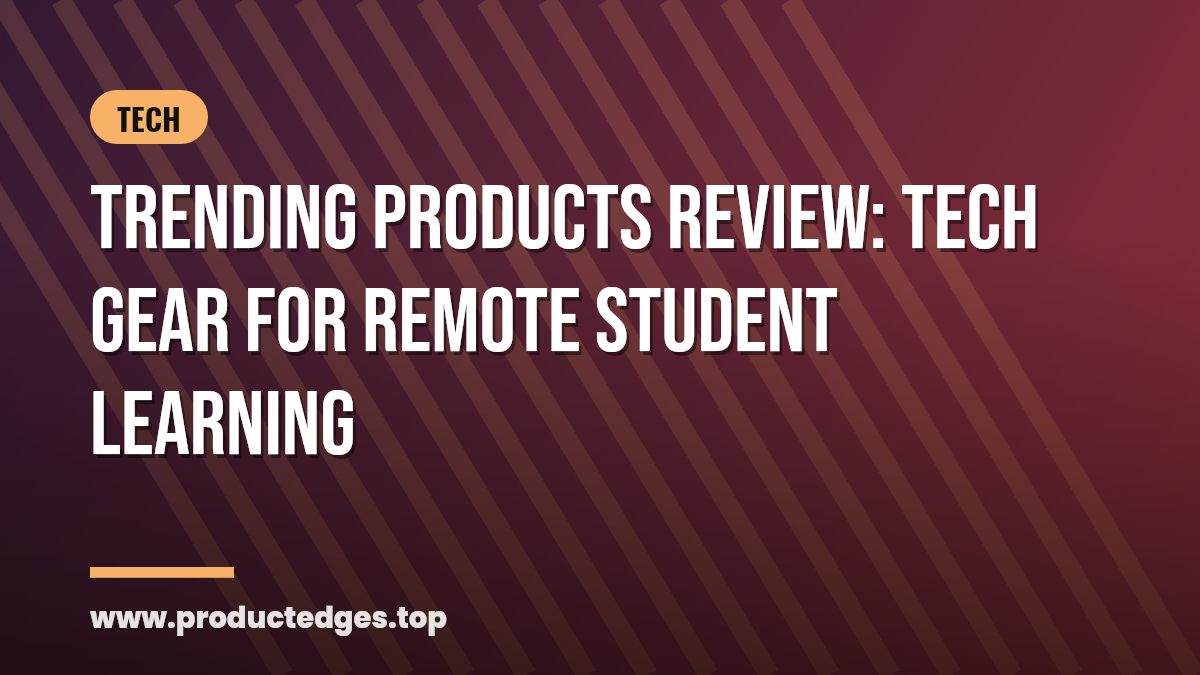 TECH
TRENDING PRODUCTS REVIEW: TECH
GEAR FOR REMOTE STUDENT
LEARNING
www.productedges.top